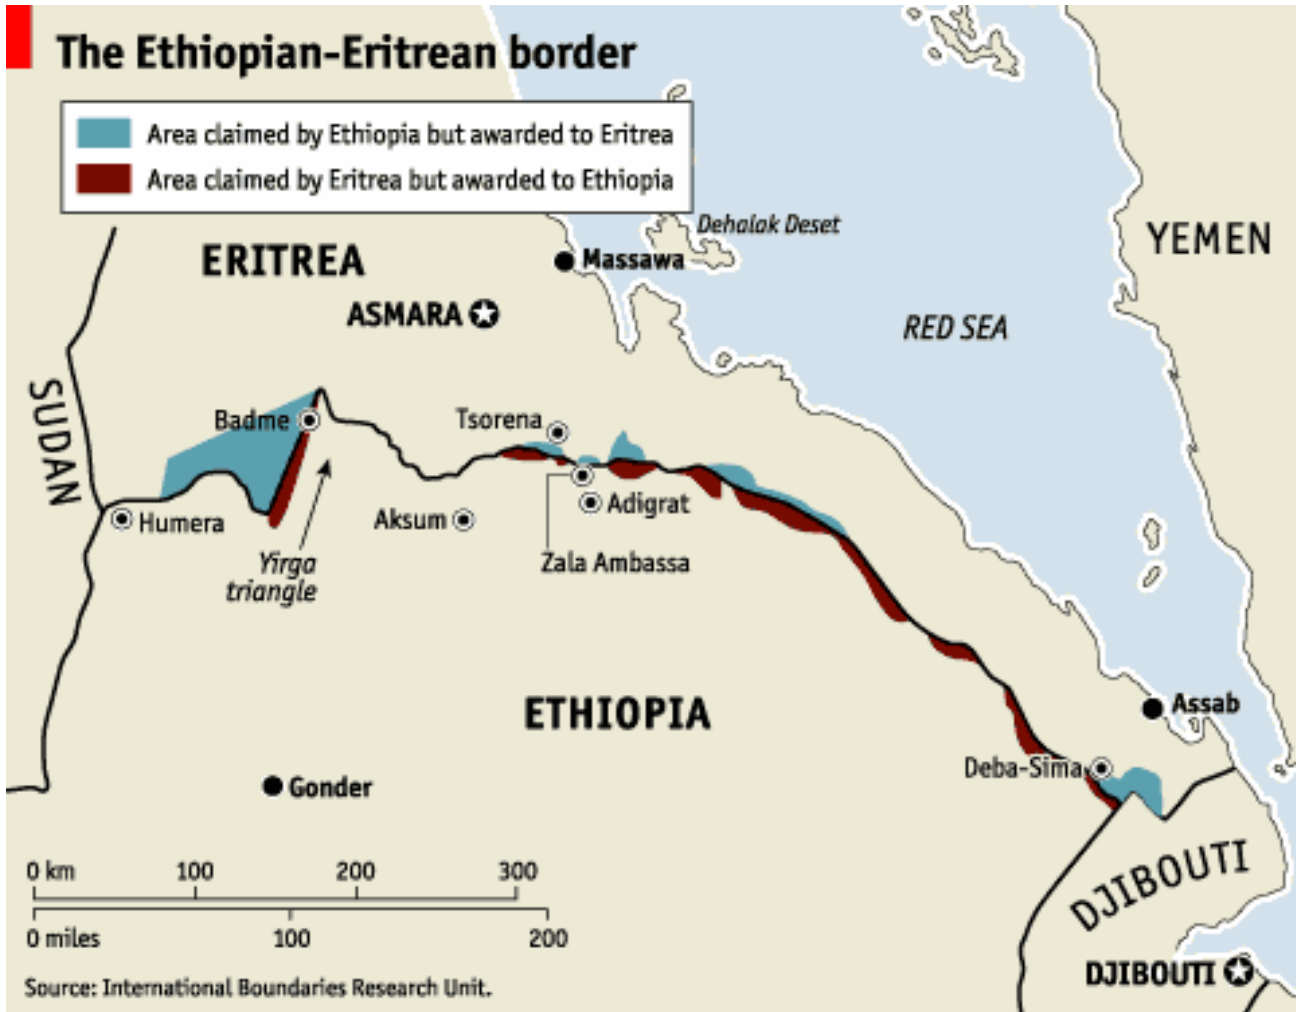 The Ethiopian-Eritrean border
Area claimed by Ethiopia but awarded to Eritrea
Area claimed by Eritrea but awarded to Ethiopia
Dehalak Deset
YEMEN
ERITREA
Massawa
ASMARA
RED SEA
SUDAN
Badme
Tsorena
Humera
Aksum
Adigrat
Yirga
triangle
Zala Ambassa
ETHIOPIA
Assab
Deba-Sima
Gonder
DJIBOUTI
0 km 100 200 300
0 miles 100 200
DJIBOUTI
Source: International Boundaries Research Unit.